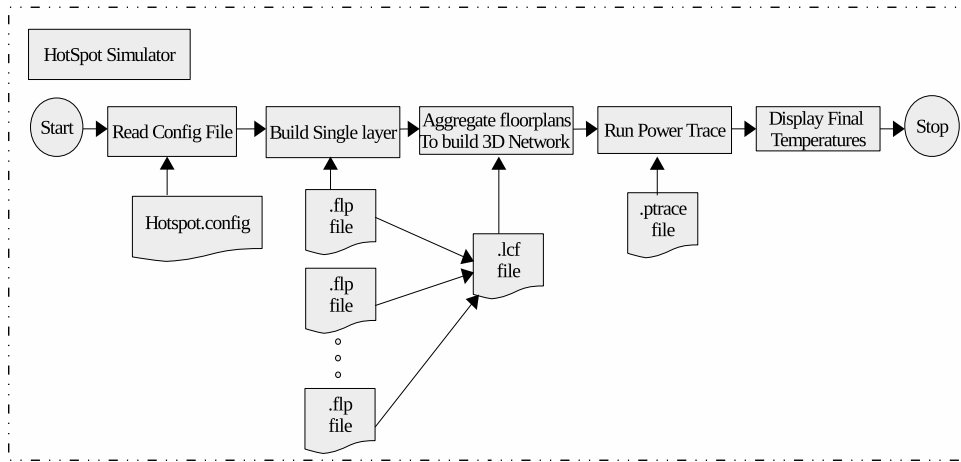 HotSpot Simulator
Start
Read Config File
Build Single layer
Aggregate floorplans
To build 3D Network
Run Power Trace
Display Final
Temperatures
Stop
Hotspot.config
.flp
file
.lcf
file
.ptrace
file
.flp
file
.flp
file